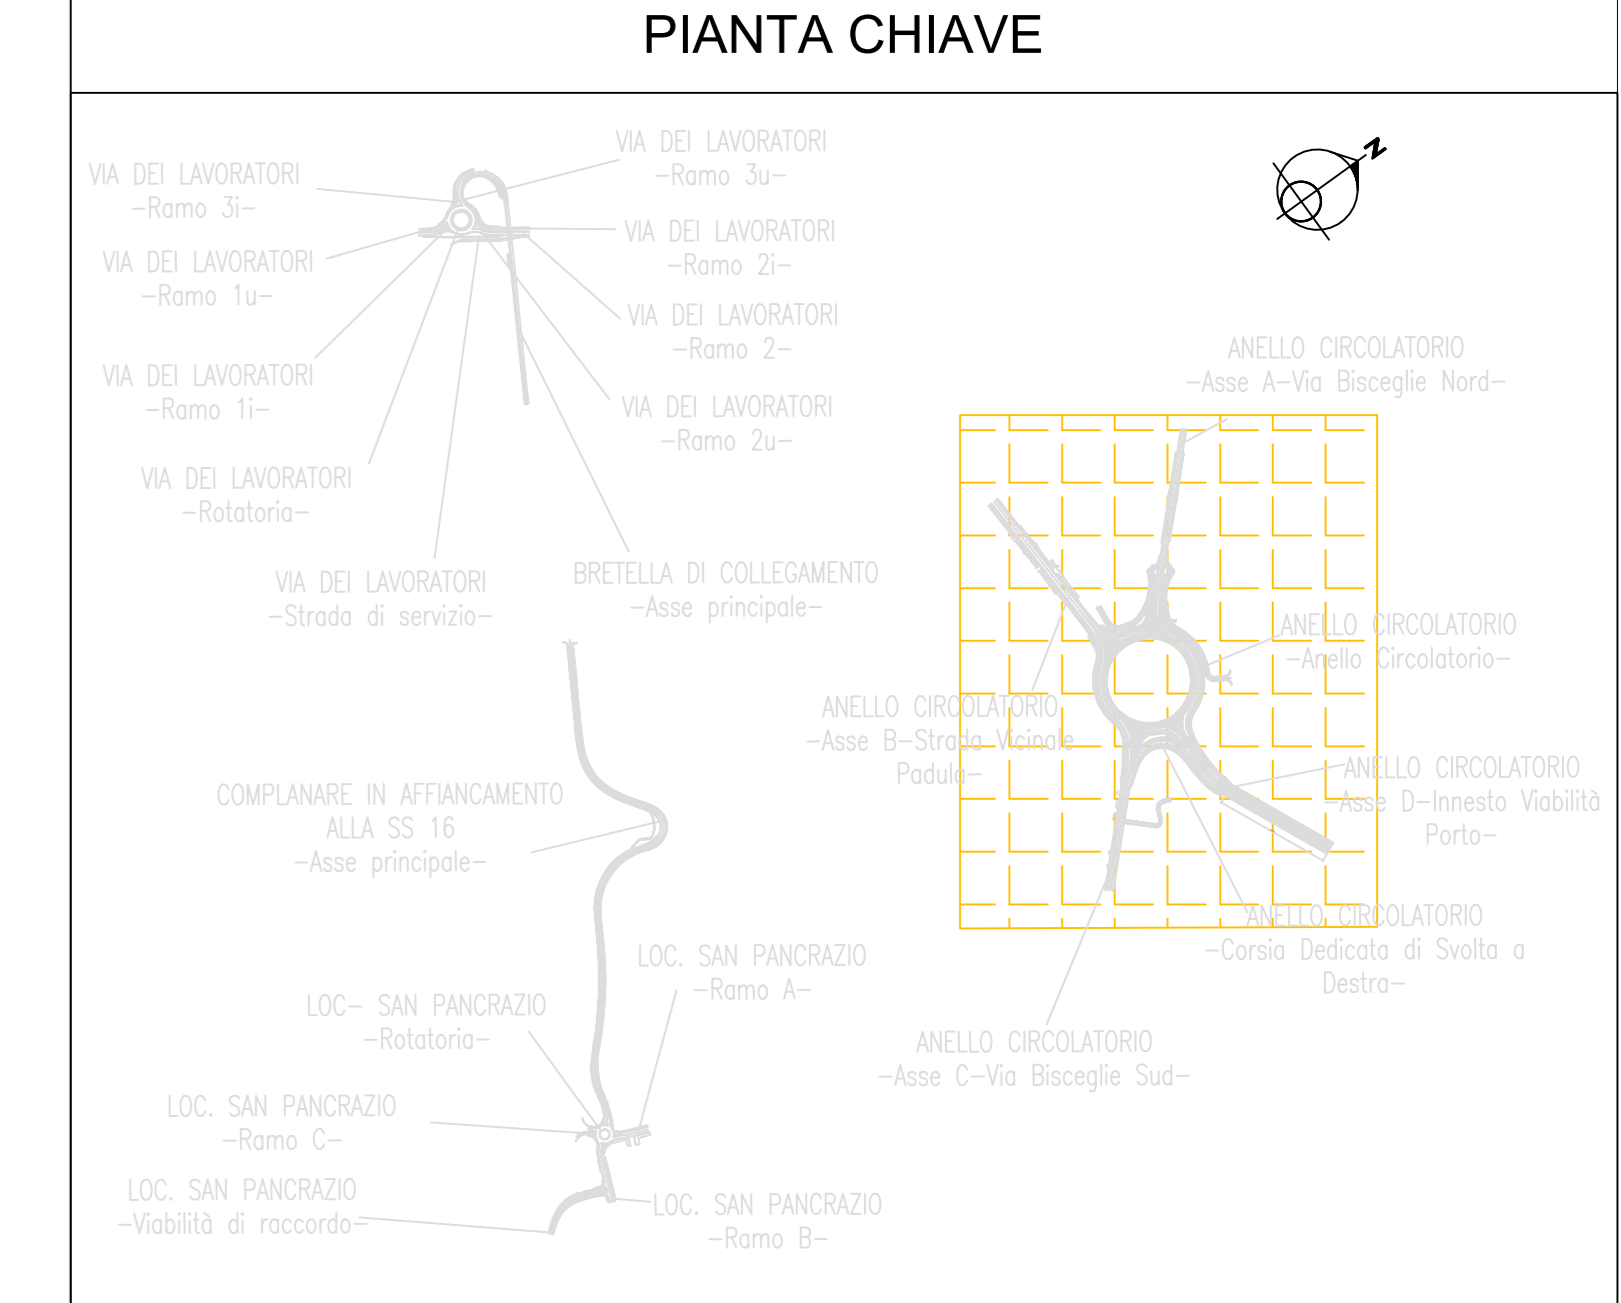 PIANTA CHIAVE
VIA DEI LAVORATORI
-Ramo 3u-
VIA DEI LAVORATORI
-Ramo 3i-
VIA DEI LAVORATORI
-Ramo 2i-
VIA DEI LAVORATORI
-Ramo 1u-
VIA DEI LAVORATORI
-Ramo 2-
VIA DEI LAVORATORI
-Ramo 1i-
VIA DEI LAVORATORI
-Ramo 2u-
VIA DEI LAVORATORI
-Rotatoria-
VIA DEI LAVORATORI
-Strada di servizio-
BRETELLA DI COLLEGAMENTO
-Asse principale-
COMPLANARE IN AFFIANCAMENTO
ALLA SS 16
-Asse principale-
LOC. SAN PANCRAZIO
-Ramo A-
LOC- SAN PANCRAZIO
-Rotatoria-
LOC. SAN PANCRAZIO
-Ramo C-
LOC. SAN PANCRAZIO
-Viabilità di raccordo-
LOC. SAN PANCRAZIO
-Ramo B-
N
ANELLO CIRCOLATORIO
-Asse A-Via Bisceglie Nord-
ANELLO CIRCOLATORIO
-Anello Circolatorio-
ANELLO CIRCOLATORIO
-Asse B-Strada Vicinale
Padula-
ANELLO CIRCOLATORIO
-Asse D-Innesto Viabilità
Porto-
ANELLO CIRCOLATORIO
-Corsia Dedicata di Svolta a
Destra-
ANELLO CIRCOLATORIO
-Asse C-Via Bisceglie Sud-